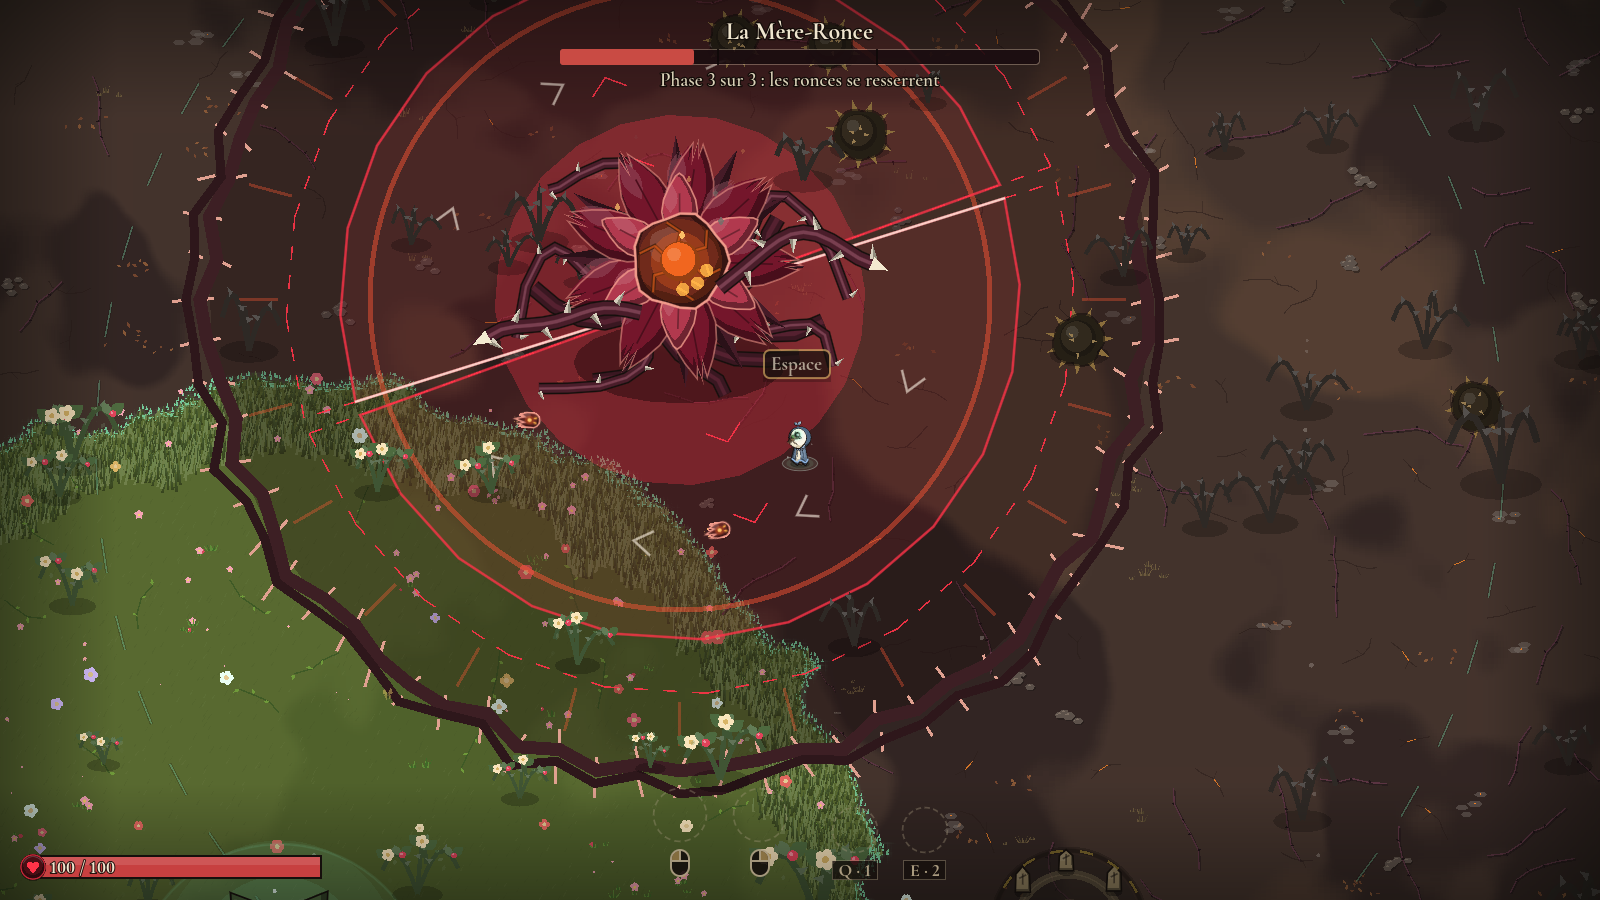 La Mère-Ronce
Phase 3 sur 3 : les ronces se resserrent
Espace
100 / 100
Q · 1
E · 2